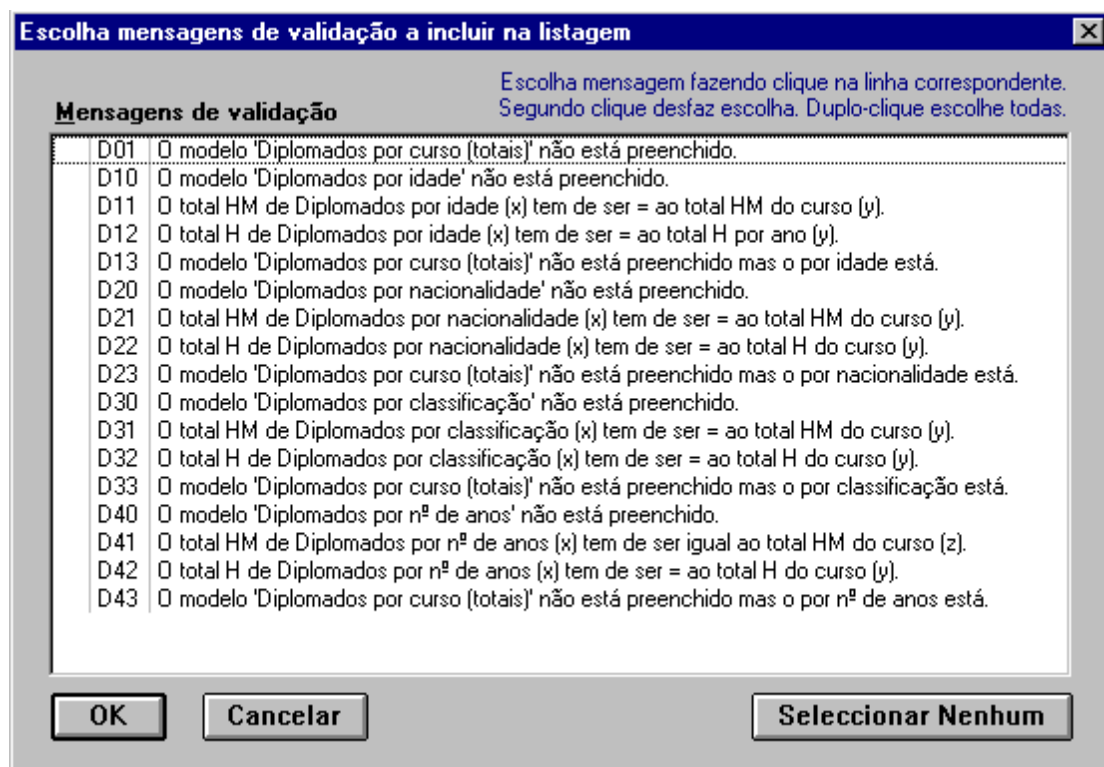 Escolha mensagens de validação a incluir na listagem
Escolha mensagem fazendo clique na linha correspondente.
Segundo clique desfaz escolha. Duplo-clique escolhe todas.
Mensagens de validação
D01 O modelo 'Diplomados por curso (totais)' não está preenchido.
D10 O modelo 'Diplomados por idade' não está preenchido.
D11 O total HM de Diplomados por idade (x) tem de ser = ao total HM do curso (y).
D12 O total H de Diplomados por idade (x) tem de ser = ao total H por ano (y).
D13 O modelo 'Diplomados por curso (totais)' não está preenchido mas o por idade está.
D20 O modelo 'Diplomados por nacionalidade' não está preenchido.
D21 O total HM de Diplomados por nacionalidade (x) tem de ser = ao total HM do curso (y).
D22 O total H de Diplomados por nacionalidade (x) tem de ser = ao total H do curso (y).
D23 O modelo 'Diplomados por curso (totais)' não está preenchido mas o por nacionalidade está.
D30 O modelo 'Diplomados por classificação' não está preenchido.
D31 O total HM de Diplomados por classificação (x) tem de ser = ao total HM do curso (y).
D32 O total H de Diplomados por classificação (x) tem de ser = ao total H do curso (y).
D33 O modelo 'Diplomados por curso (totais)' não está preenchido mas o por classificação está.
D40 O modelo 'Diplomados por nº de anos' não está preenchido.
D41 O total HM de Diplomados por nº de anos (x) tem de ser igual ao total HM do curso (z).
D42 O total H de Diplomados por nº de anos (x) tem de ser = ao total H do curso (y).
D43 O modelo 'Diplomados por curso (totais)' não está preenchido mas o por nº de anos está.
OK Cancelar Seleccionar Nenhum